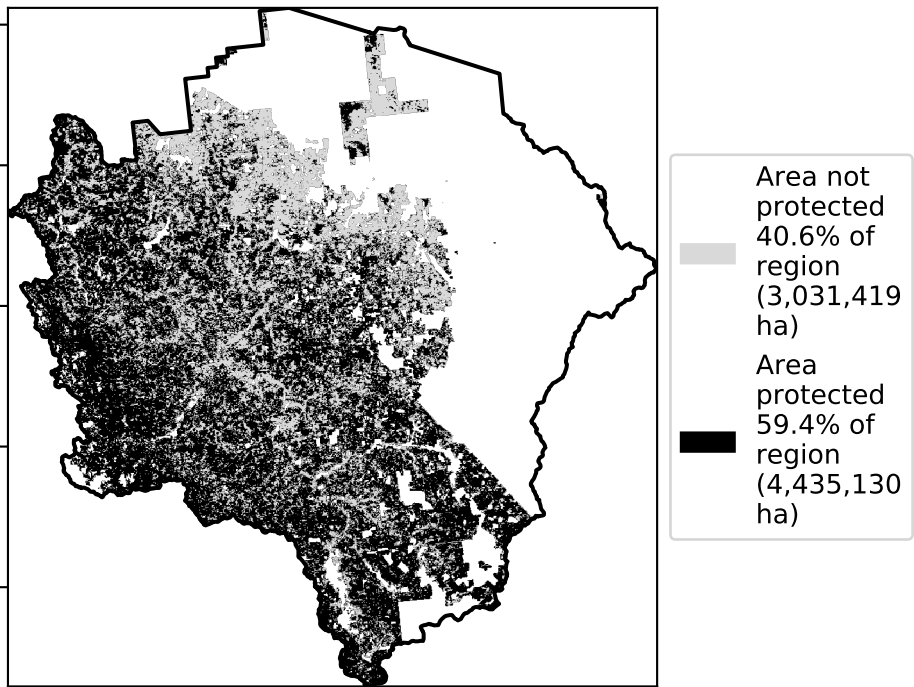 Area not
protected
40.6% of
region
(3,031,419
ha)
Area
protected
59.4% of
region
(4,435,130
ha)